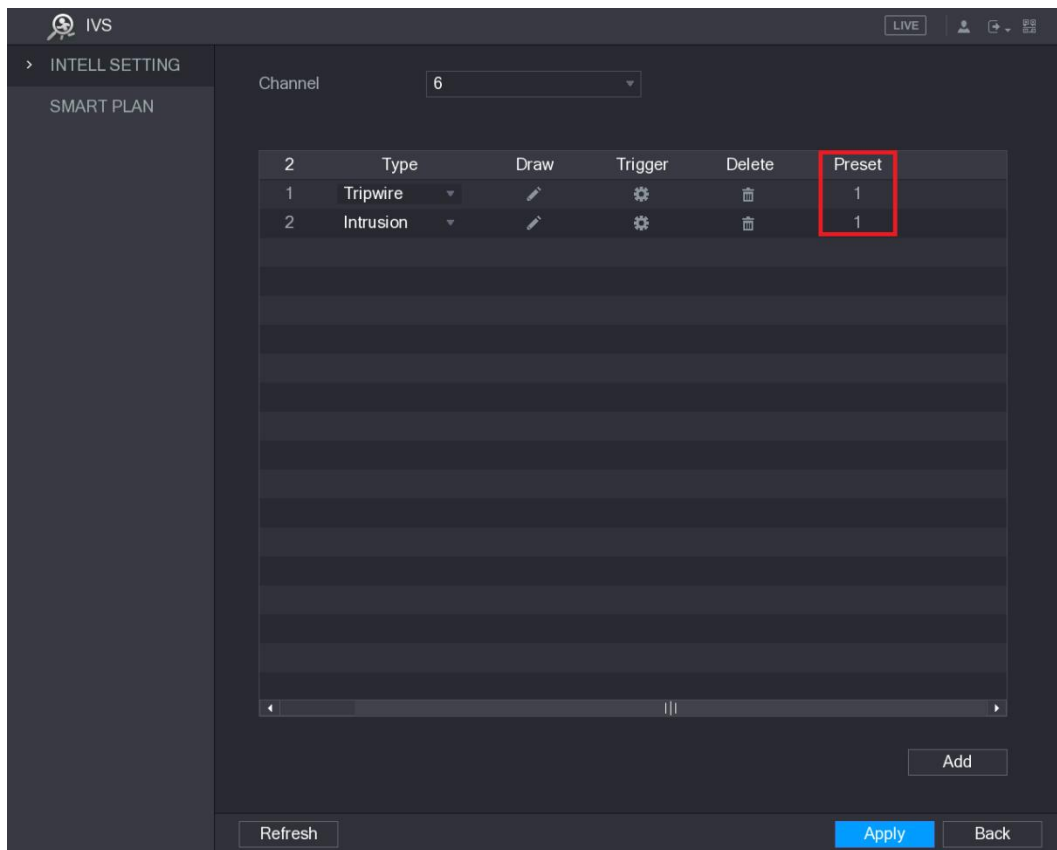 IVS LIVE
INTELL SETTING
SMART PLAN
Channel 6
2 Type Draw Trigger Delete Preset
1 Tripwire 1
2 Intrusion 1
Add
Refresh Apply Back